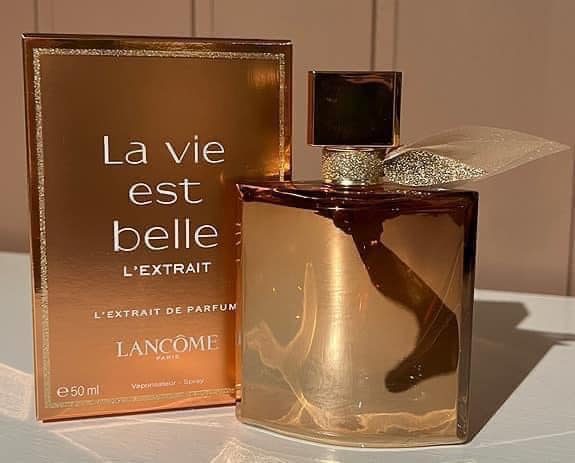 La vie
est
belle
L'EXTRAIT
L'EXTRAIT DE PARFUM
LANCÔME
PARIS
e 50 ml
Vaporisateur - Spray